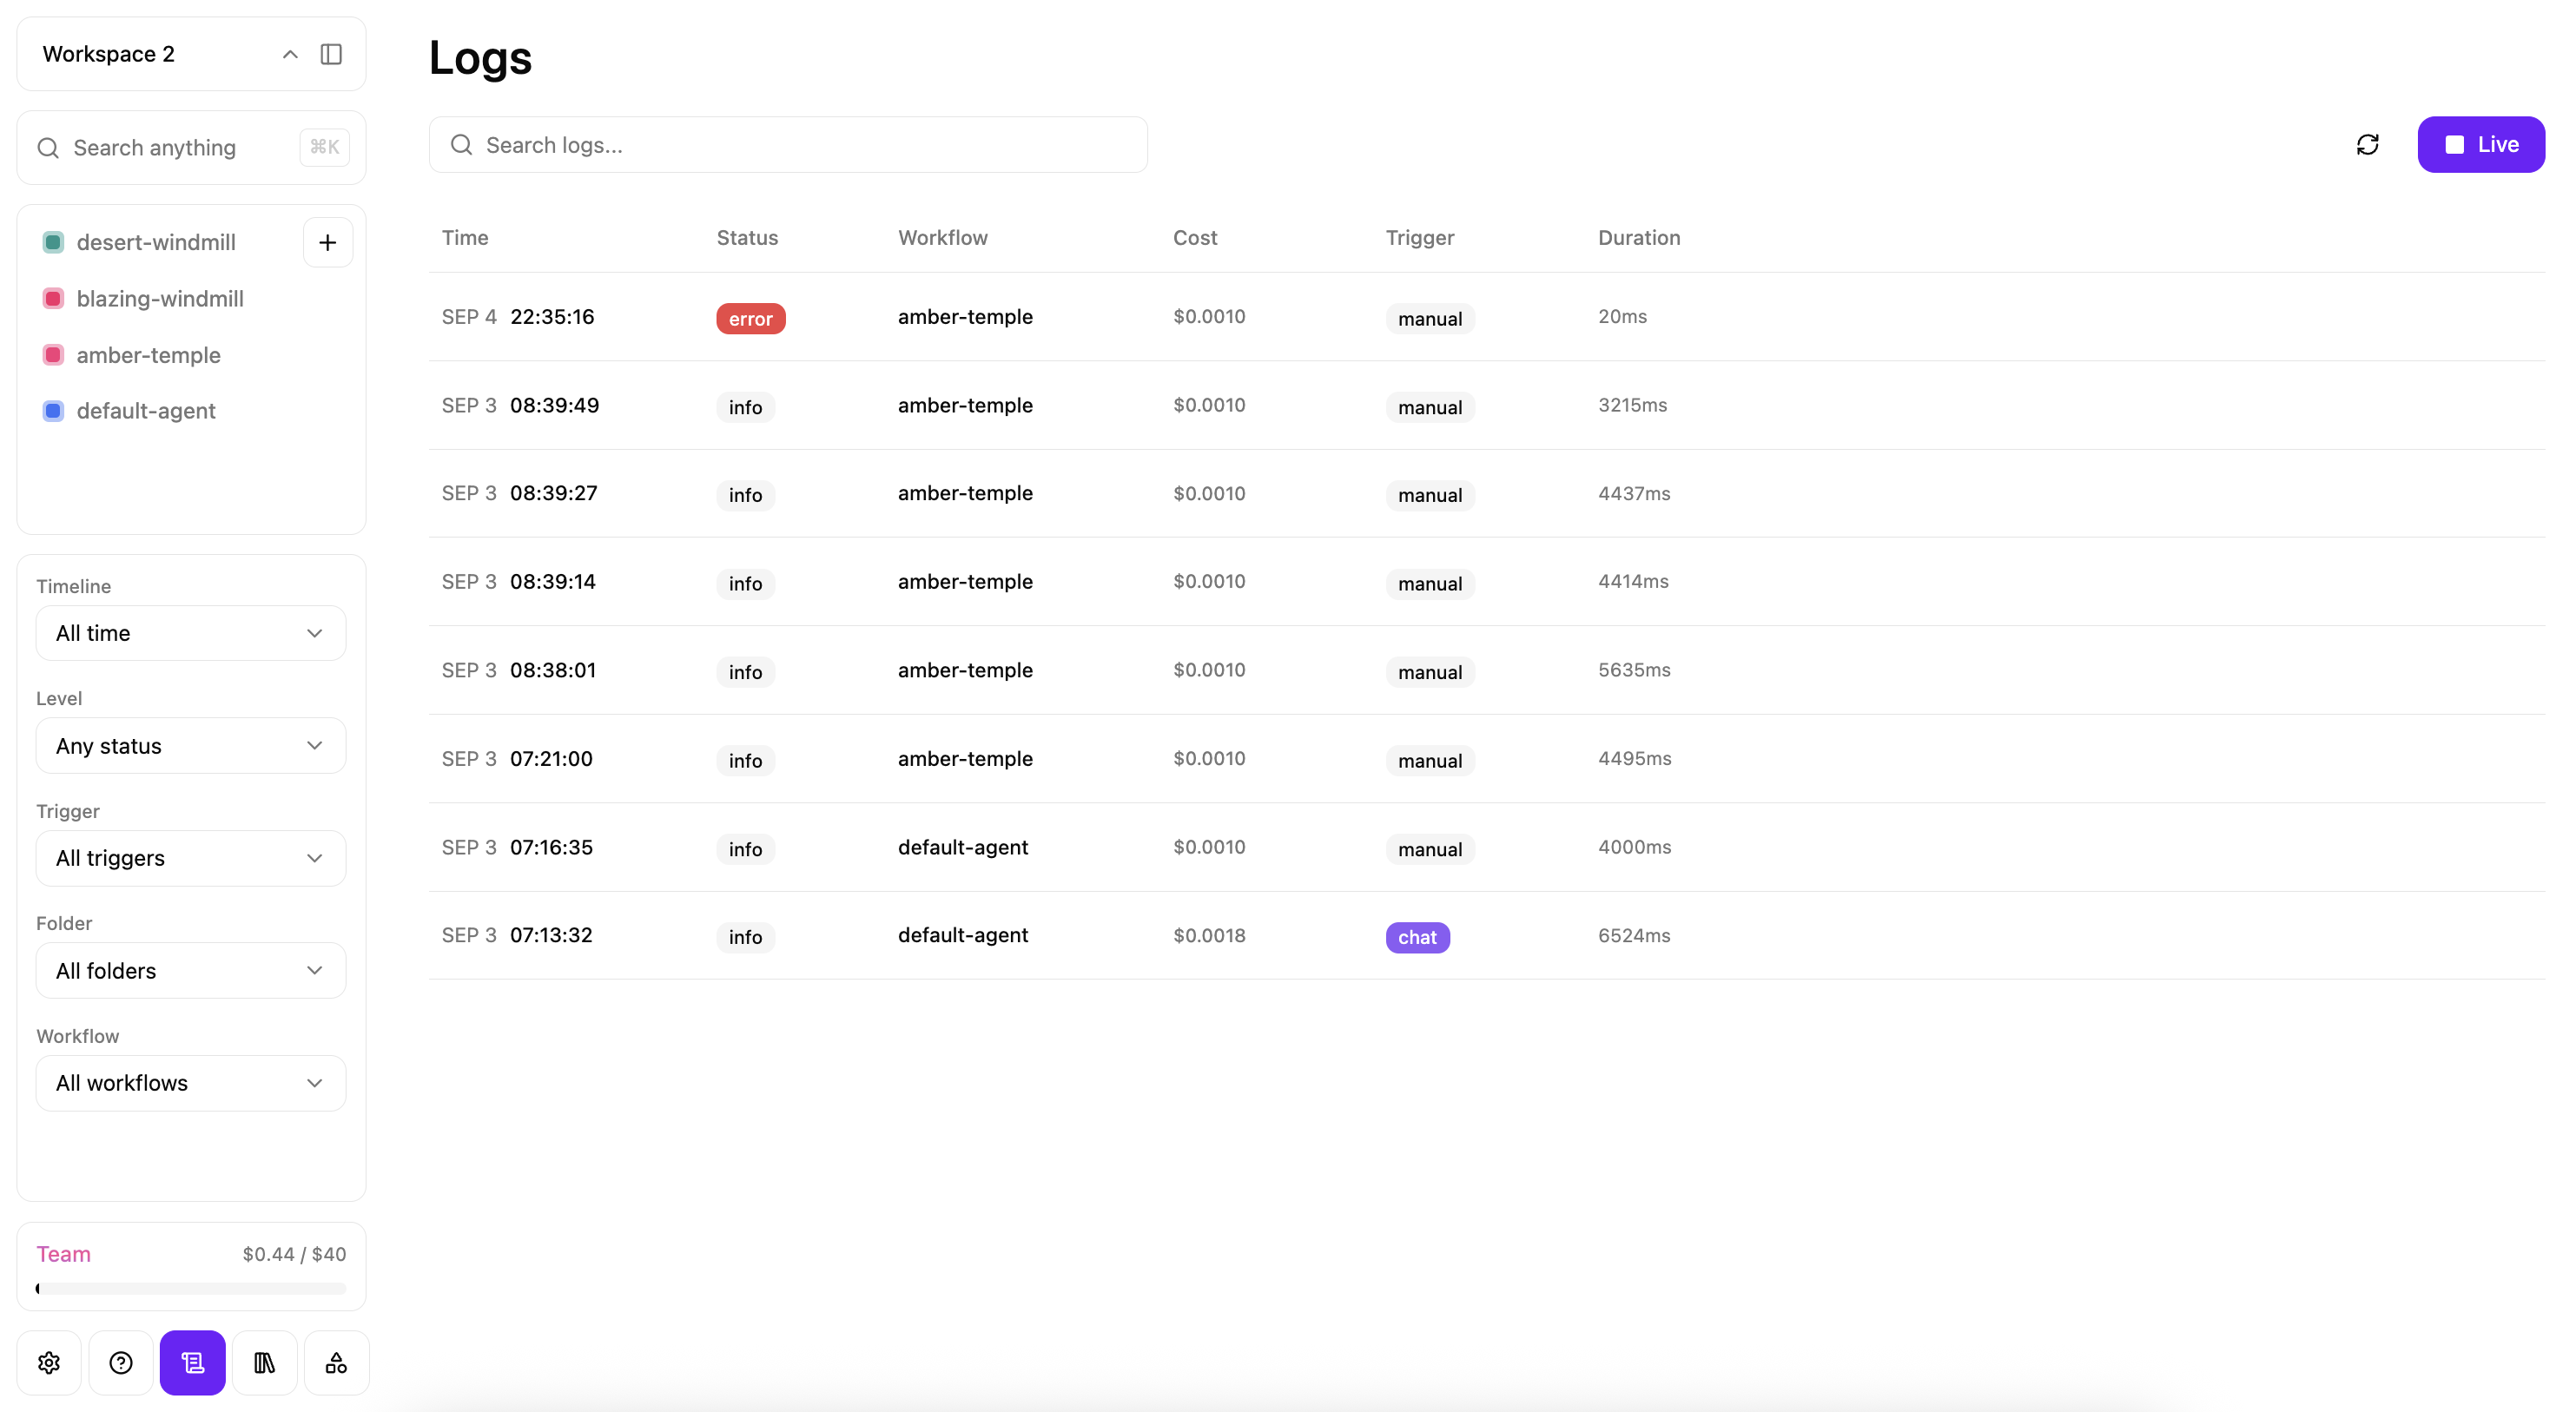 Workspace 2
Search anything ⌘K
desert-windmill
blazing-windmill
amber-temple
default-agent
Timeline
All time
Level
Any status
Trigger
All triggers
Folder
All folders
Workflow
All workflows
Team $0.44 / $40
Logs
Search logs...
Live
Time Status Workflow Cost Trigger Duration
SEP 4 22:35:16 error amber-temple $0.0010 manual 20ms
SEP 3 08:39:49 info amber-temple $0.0010 manual 3215ms
SEP 3 08:39:27 info amber-temple $0.0010 manual 4437ms
SEP 3 08:39:14 info amber-temple $0.0010 manual 4414ms
SEP 3 08:38:01 info amber-temple $0.0010 manual 5635ms
SEP 3 07:21:00 info amber-temple $0.0010 manual 4495ms
SEP 3 07:16:35 info default-agent $0.0010 manual 4000ms
SEP 3 07:13:32 info default-agent $0.0018 chat 6524ms